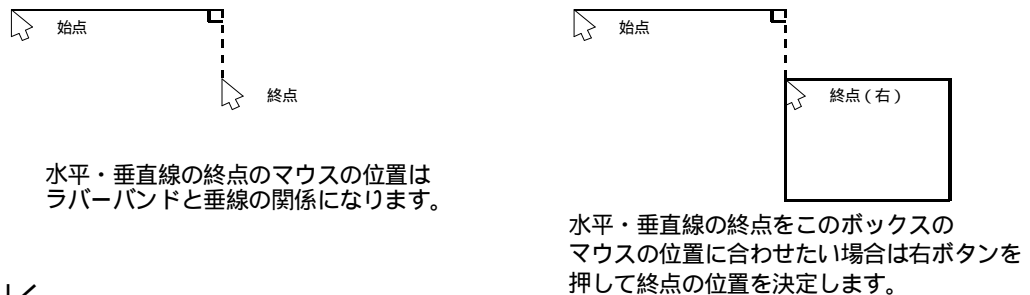 始点
終点
水平・垂直線の終点のマウスの位置は
ラバーバンドと垂線の関係になります。
始点
終点(右)
水平・垂直線の終点をこのボックスの
マウスの位置に合わせたい場合は右ボタンを
押して終点の位置を決定します。